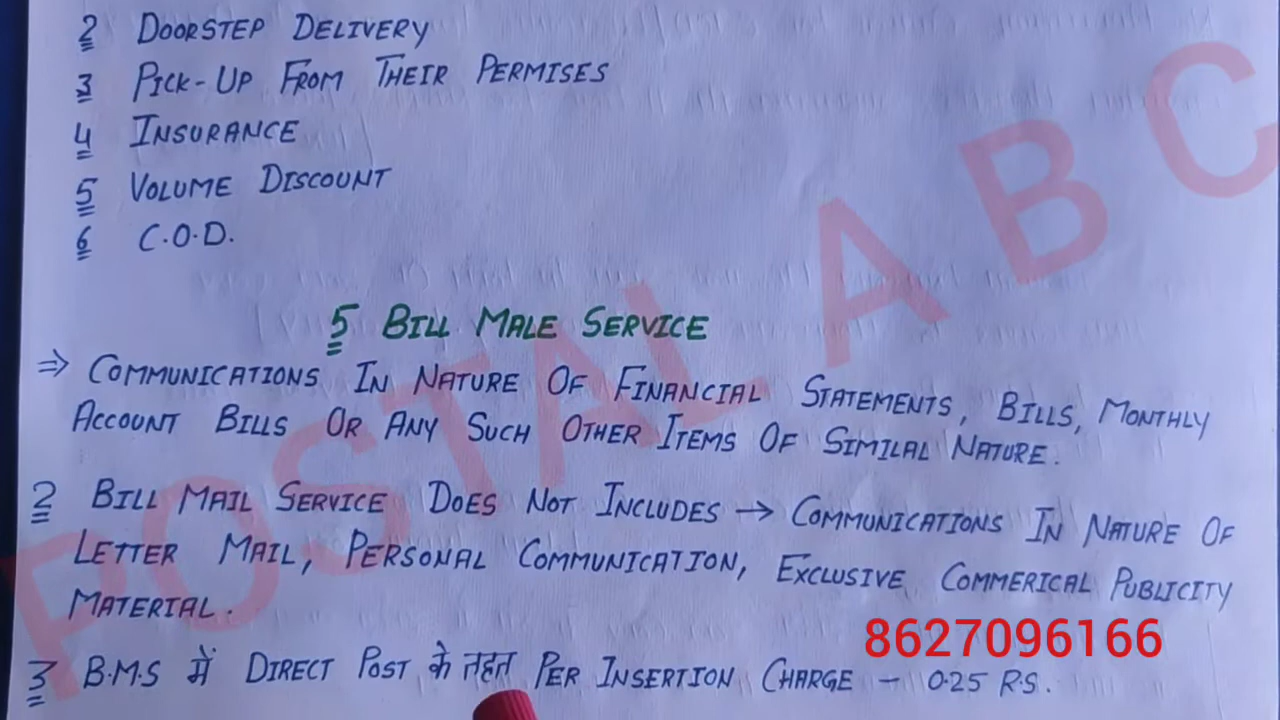 2 DOORSTEP DELIVERY
3 PICK-UP FROM THEIR PERMISES
4 INSURANCE
5 VOLUME DISCOUNT
6 C.O.D.
5 BILL MALE SERVICE
⇒ COMMUNICATIONS IN NATURE OF FINANCIAL STATEMENTS, BILLS, MONTHLY
ACCOUNT BILLS OR ANY SUCH OTHER ITEMS OF SIMILAL NATURE.
2 BILL MAIL SERVICE DOES NOT INCLUDES → COMMUNICATIONS IN NATURE OF
LETTER MAIL, PERSONAL COMMUNICATION, EXCLUSIVE COMMERICAL PUBLICITY
MATERIAL.
8627096166
3 B.M.S में DIRECT POST के तहत PER INSERTION CHARGE - 0.25 R.S.
POSTAL ABC